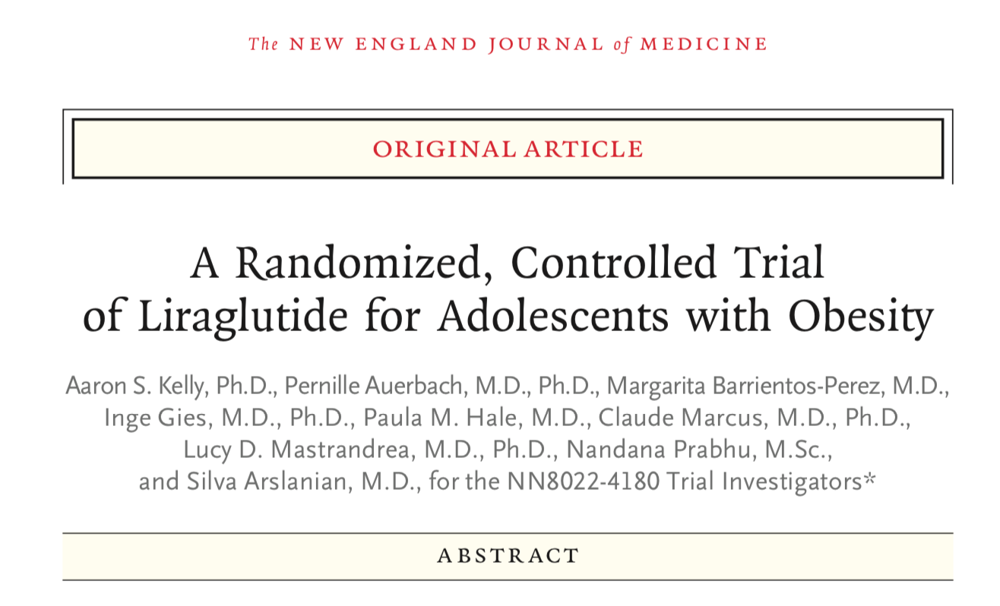 The NEW ENGLAND JOURNAL of MEDICINE
ORIGINAL ARTICLE
A Randomized, Controlled Trial
of Liraglutide for Adolescents with Obesity
Aaron S. Kelly, Ph.D., Pernille Auerbach, M.D., Ph.D., Margarita Barrientos-Perez, M.D.,
Inge Gies, M.D., Ph.D., Paula M. Hale, M.D., Claude Marcus, M.D., Ph.D.,
Lucy D. Mastrandrea, M.D., Ph.D., Nandana Prabhu, M.Sc.,
and Silva Arslanian, M.D., for the NN8022-4180 Trial Investigators*
ABSTRACT